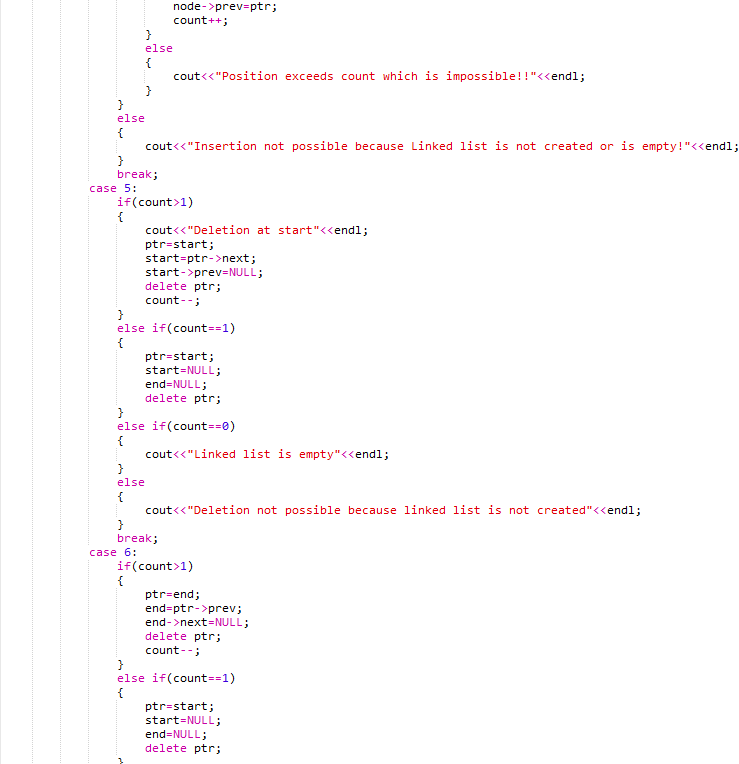 node->prev=ptr;
count++;
}
else
{
cout<<"Position exceeds count which is impossible!!"<<endl;
}
}
else
{
cout<<"Insertion not possible because Linked list is not created or is empty!"<<endl;
}
break;
case 5:
if(count>1)
{
cout<<"Deletion at start"<<endl;
ptr=start;
start=ptr->next;
start->prev=NULL;
delete ptr;
count--;
}
else if(count==1)
{
ptr=start;
start=NULL;
end=NULL;
delete ptr;
}
else if(count==0)
{
cout<<"Linked list is empty"<<endl;
}
else
{
cout<<"Deletion not possible because linked list is not created"<<endl;
}
break;
case 6:
if(count>1)
{
ptr=end;
end=ptr->prev;
end->next=NULL;
delete ptr;
count--;
}
else if(count==1)
{
ptr=start;
start=NULL;
end=NULL;
delete ptr;
}